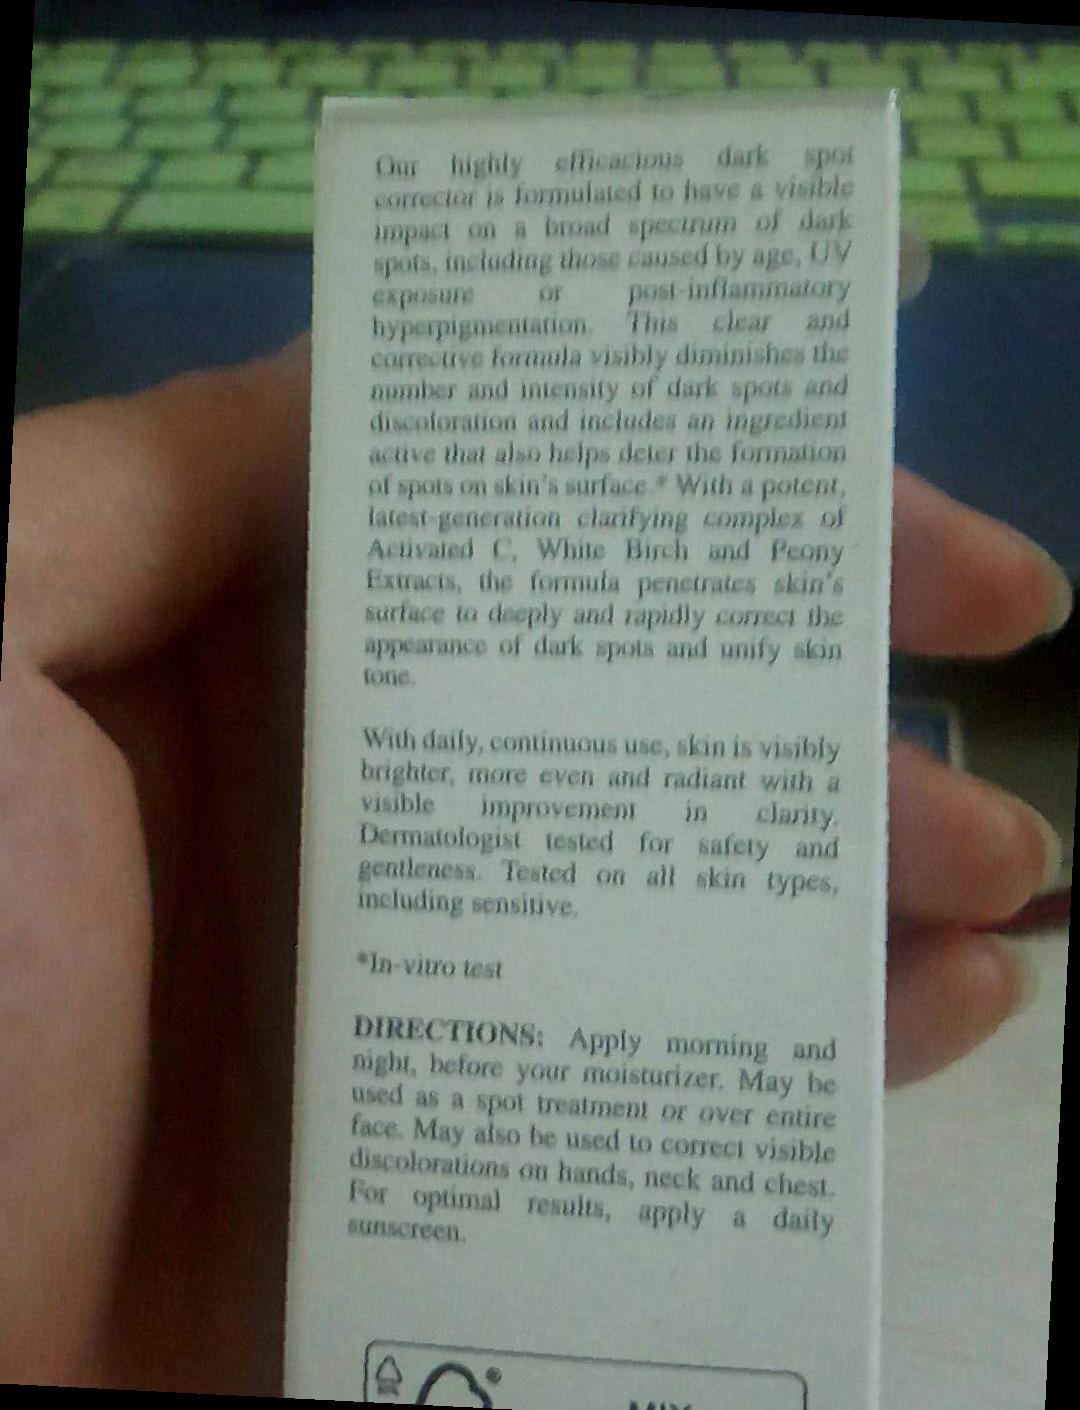 Our highly efficacious dark spot
corrector is formulated to have a visible
impact on a broad spectrum of dark
spots, including those caused by age, UV
exposure or post-inflammatory
hyperpigmentation. This clear and
corrective formula visibly diminishes the
number and intensity of dark spots and
discoloration and includes an ingredient
active that also helps deter the formation
of spots on skin's surface.* With a potent,
latest-generation clarifying complex of
Activated C, White Birch and Peony
Extracts, the formula penetrates skin's
surface to deeply and rapidly correct the
appearance of dark spots and unify skin
tone.
With daily, continuous use, skin is visibly
brighter, more even and radiant with a
visible improvement in clarity.
Dermatologist tested for safety and
gentleness. Tested on all skin types,
including sensitive.
*In-vitro test
DIRECTIONS: Apply morning and
night, before your moisturizer. May be
used as a spot treatment or over entire
face. May also be used to correct visible
discolorations on hands, neck and chest.
For optimal results, apply a daily
sunscreen.
MIX